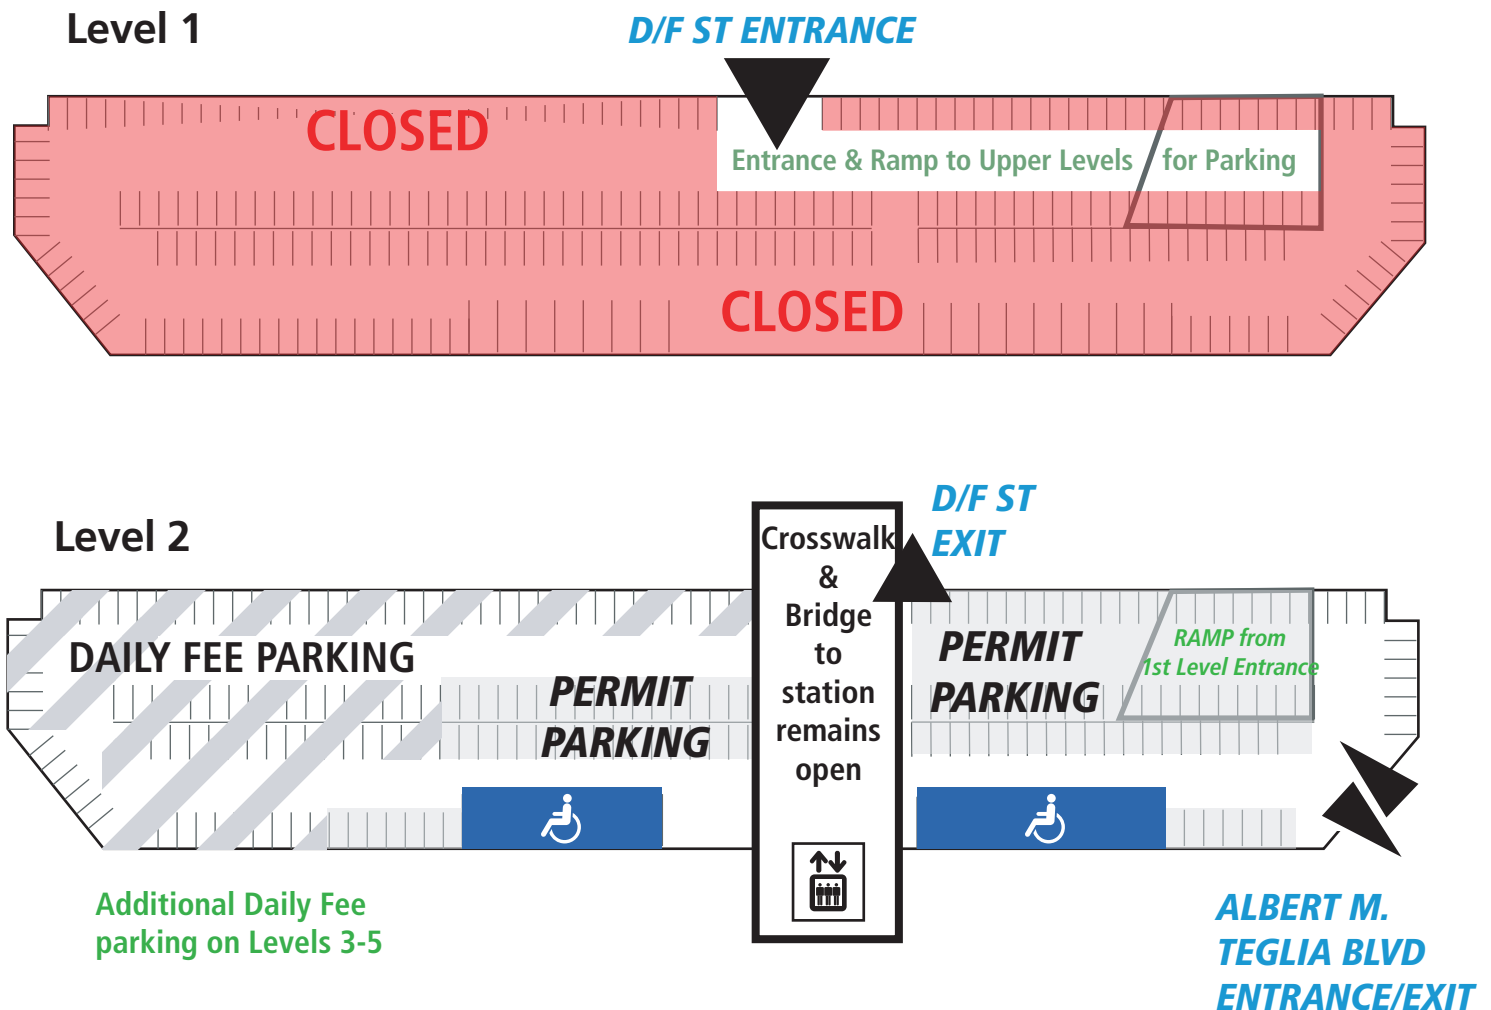 Level 1
D/F ST ENTRANCE
CLOSED
Entrance & Ramp to Upper Levels for Parking
CLOSED
Level 2
D/F ST
EXIT
Crosswalk
&
Bridge
to
station
remains
open
DAILY FEE PARKING
PERMIT
PARKING
PERMIT
PARKING
RAMP from
1st Level Entrance
Additional Daily Fee
parking on Levels 3-5
ALBERT M.
TEGLIA BLVD
ENTRANCE/EXIT